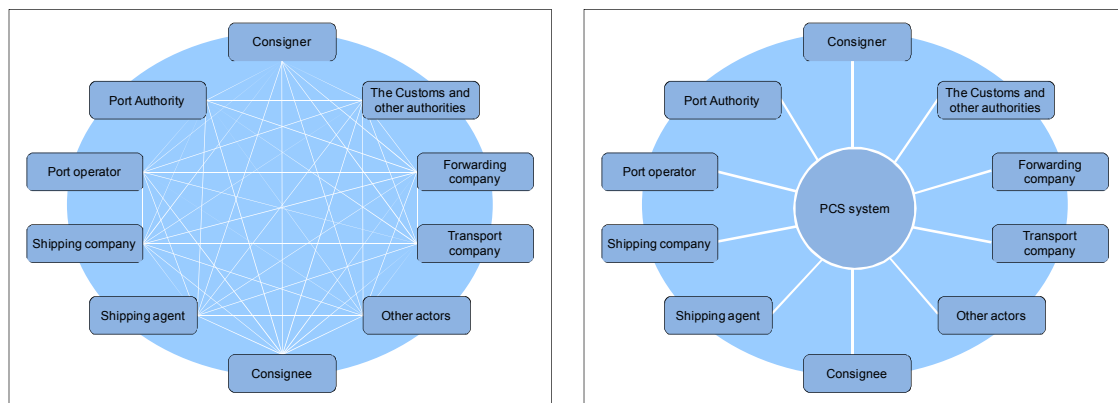 Consigner
Port Authority
The Customs and
other authorities
Port operator
Forwarding
company
Shipping company
Transport
company
Shipping agent
Other actors
Consignee
Consigner
Port Authority
The Customs and
other authorities
Port operator
Forwarding
company
PCS system
Shipping company
Transport
company
Shipping agent
Other actors
Consignee